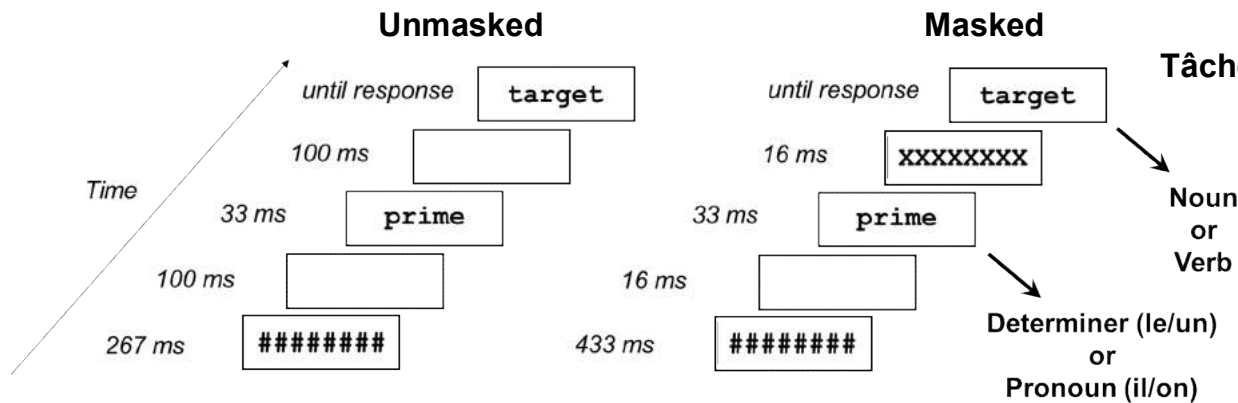 Unmasked
until response
target
100 ms
Time
33 ms
prime
100 ms
267 ms
########
Masked
until response
target
16 ms
XXXXXXXX
33 ms
prime
16 ms
433 ms
########
Noun
or
Verb
Determiner (le/un)
or
Pronoun (il/on)